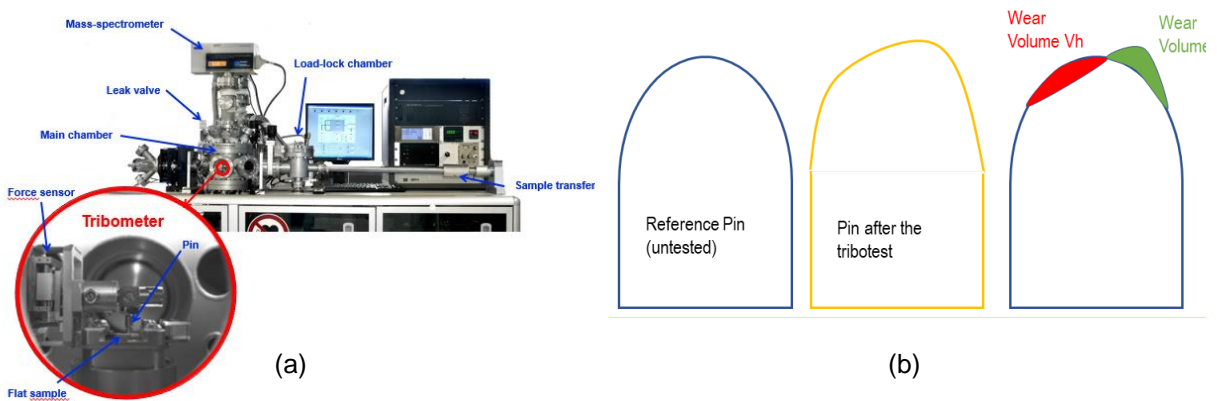 Mass-spectrometer
Load-lock chamber
Leak valve
Main chamber
Sample transfer
Force sensor
Tribometer
Pin
Flat sample
(a)
Reference Pin
(untested)
Pin after the
tribotest
Wear
Volume Vh
Wear
Volume
(b)